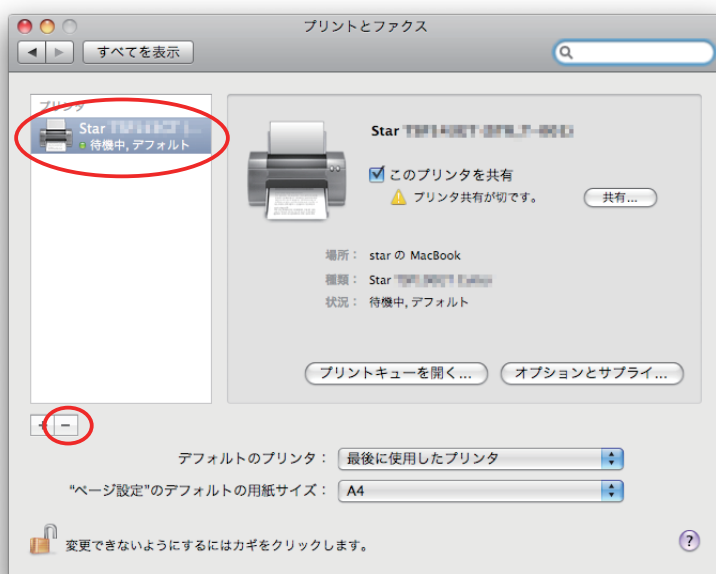 プリントとファクス
すべてを表示
プリンタ
Star
待機中, デフォルト
Star
このプリンタを共有
プリンタ共有が切です。
共有...
場所： star の MacBook
種類： Star
状況： 待機中, デフォルト
プリントキューを開く...
オプションとサプライ...
+ −
デフォルトのプリンタ： 最後に使用したプリンタ
"ページ設定"のデフォルトの用紙サイズ： A4
変更できないようにするにはカギをクリックします。
?